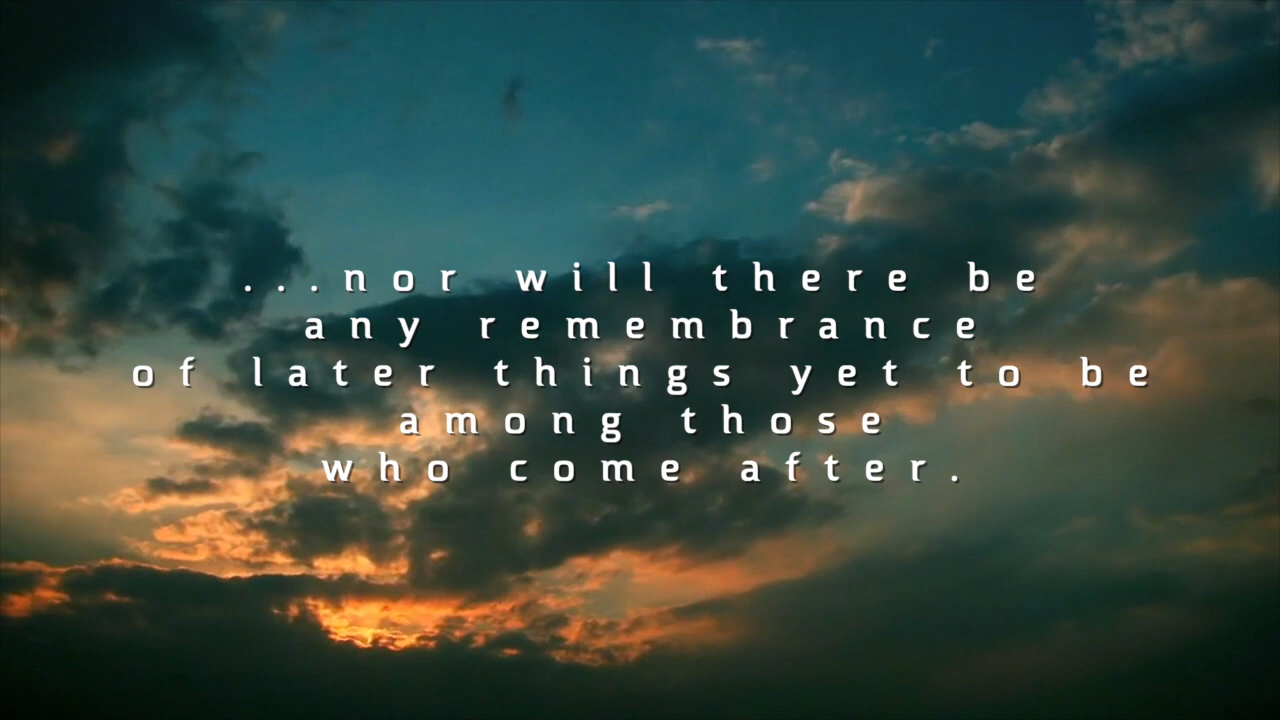 ...nor will there be
any remembrance
of later things yet to be
among those
who come after.